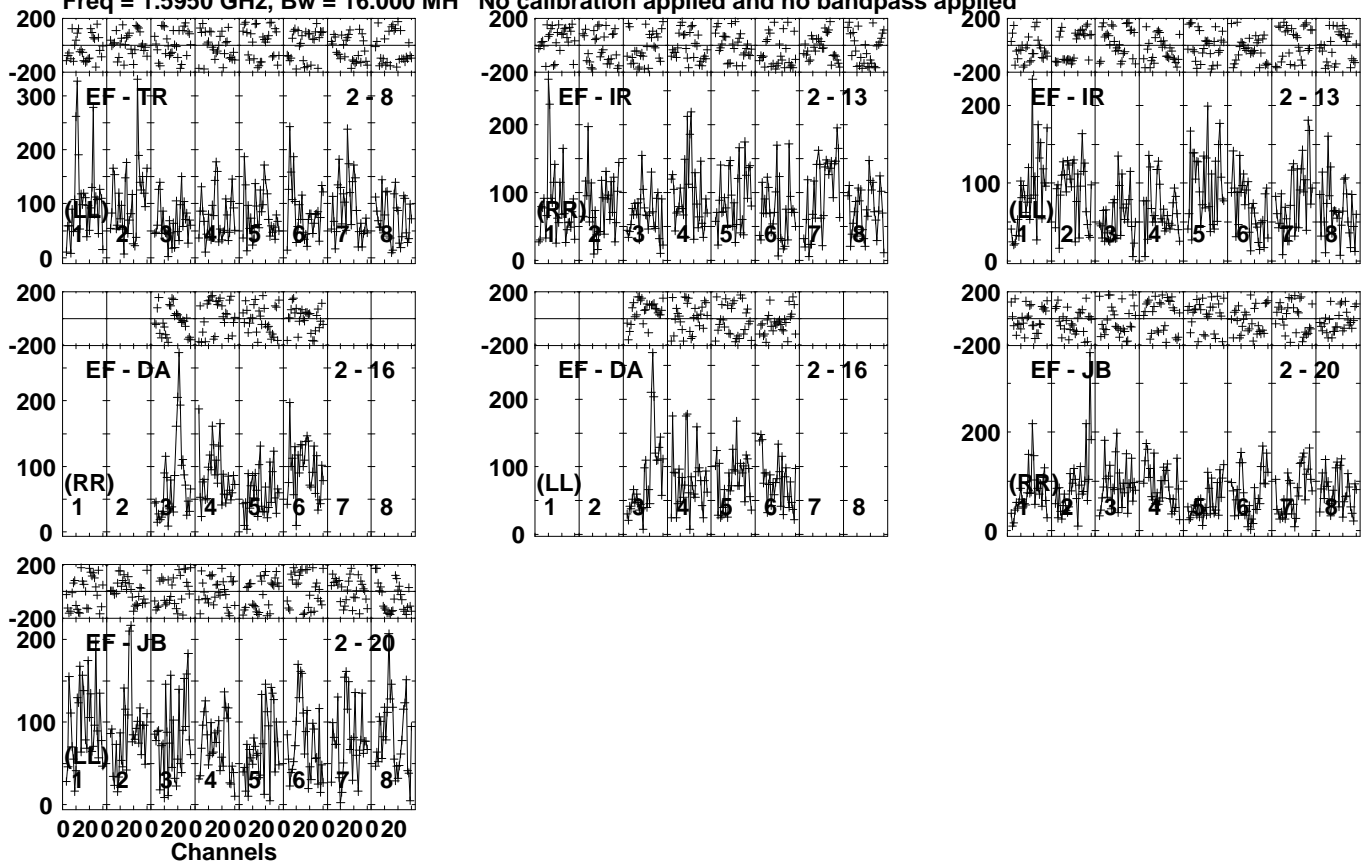 Freq = 1.5950 GHz, Bw = 16.000 MH No calibration applied and no bandpass applied
200
-200
300
200
100
0
EF - TR 2 - 8
(LL)
1 2 3 4 5 6 7 8
200
-200
200
100
0
EF - IR 2 - 13
(RR)
1 2 3 4 5 6 7 8
200
-200
200
100
0
EF - IR 2 - 13
(LL)
1 2 3 4 5 6 7 8
200
-200
200
100
0
EF - DA 2 - 16
(RR)
1 2 3 4 5 6 7 8
200
-200
200
100
0
EF - DA 2 - 16
(LL)
1 2 3 4 5 6 7 8
200
-200
200
0
EF - JB 2 - 20
(RR)
1 2 3 4 5 6 7 8
200
-200
200
100
0
EF - JB 2 - 20
(LL)
1 2 3 4 5 6 7 8
0 20 0 20 0 20 0 20 0 20 0 20 0 20 0 20
Channels